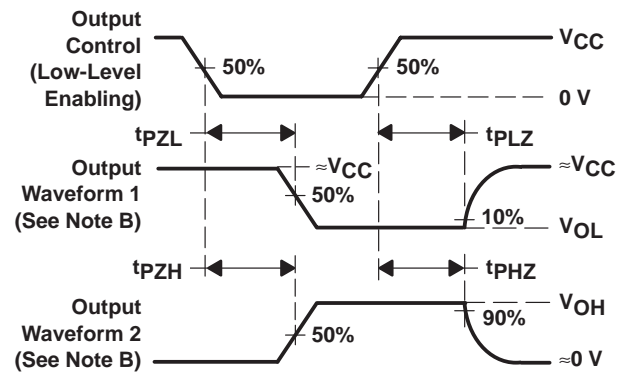 Output
Control
(Low-Level
Enabling)
50%
50%
VCC
0 V
tPZL
tPLZ
Output
Waveform 1
(See Note B)
≈VCC
50%
≈VCC
10%
VOL
tPZH
tPHZ
Output
Waveform 2
(See Note B)
50%
VOH
90%
≈0 V